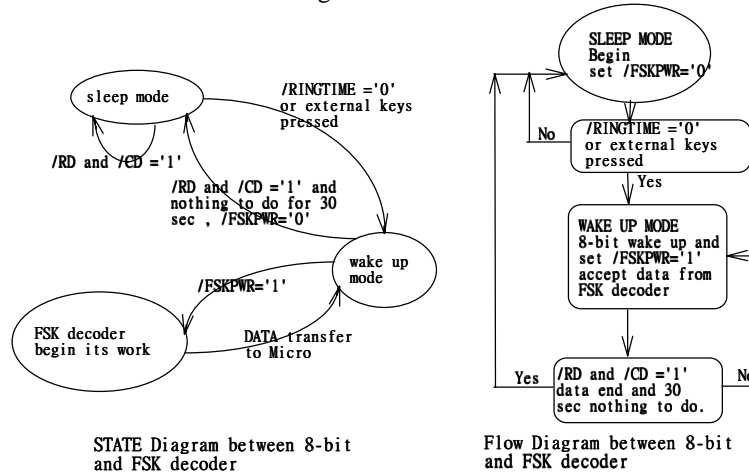 sleep mode
/RINGTIME ='0'
or external keys
pressed
/RD and /CD ='1'
/RD and /CD ='1' and
nothing to do for 30
sec , /FSKPWR='0'
wake up
mode
/FSKPWR='1'
FSK decoder
begin its work
DATA transfer
to Micro
STATE Diagram between 8-bit
and FSK decoder
SLEEP MODE
Begin
set /FSKPWR='0'
No
/RINGTIME ='0'
or external keys
pressed
Yes
WAKE UP MODE
8-bit wake up and
set /FSKPWR='1'
accept data from
FSK decoder
Yes
/RD and /CD ='1'
data end and 30
sec nothing to do.
No
Flow Diagram between 8-bit
and FSK decoder